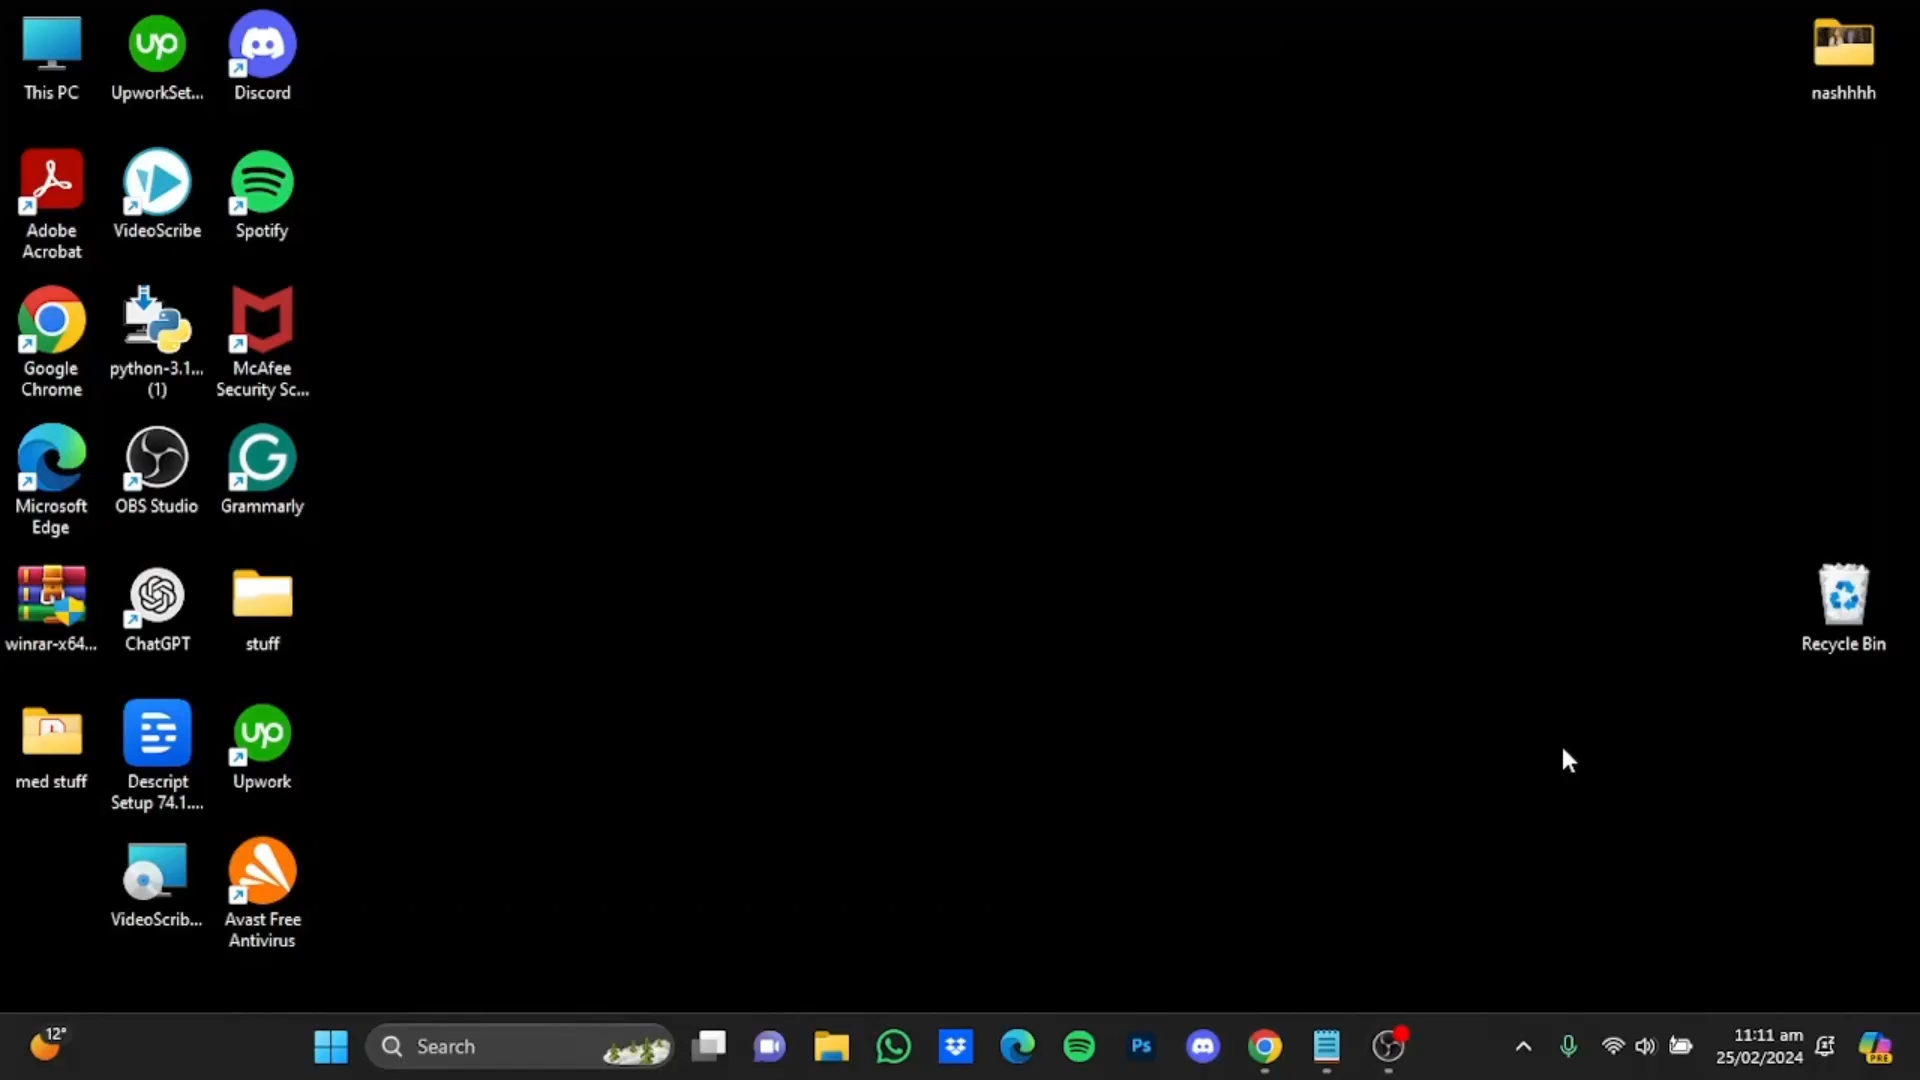 This PC
UpworkSet...
Discord
nashhhh
Adobe
Acrobat
VideoScribe
Spotify
Google
Chrome
python-3.1...
(1)
McAfee
Security Sc...
Microsoft
Edge
OBS Studio
Grammarly
winrar-x64...
ChatGPT
stuff
Recycle Bin
med stuff
Descript
Setup 74.1....
Upwork
VideoScrib...
Avast Free
Antivirus
12°
Search
Ps
11:11 am
25/02/2024
PRE